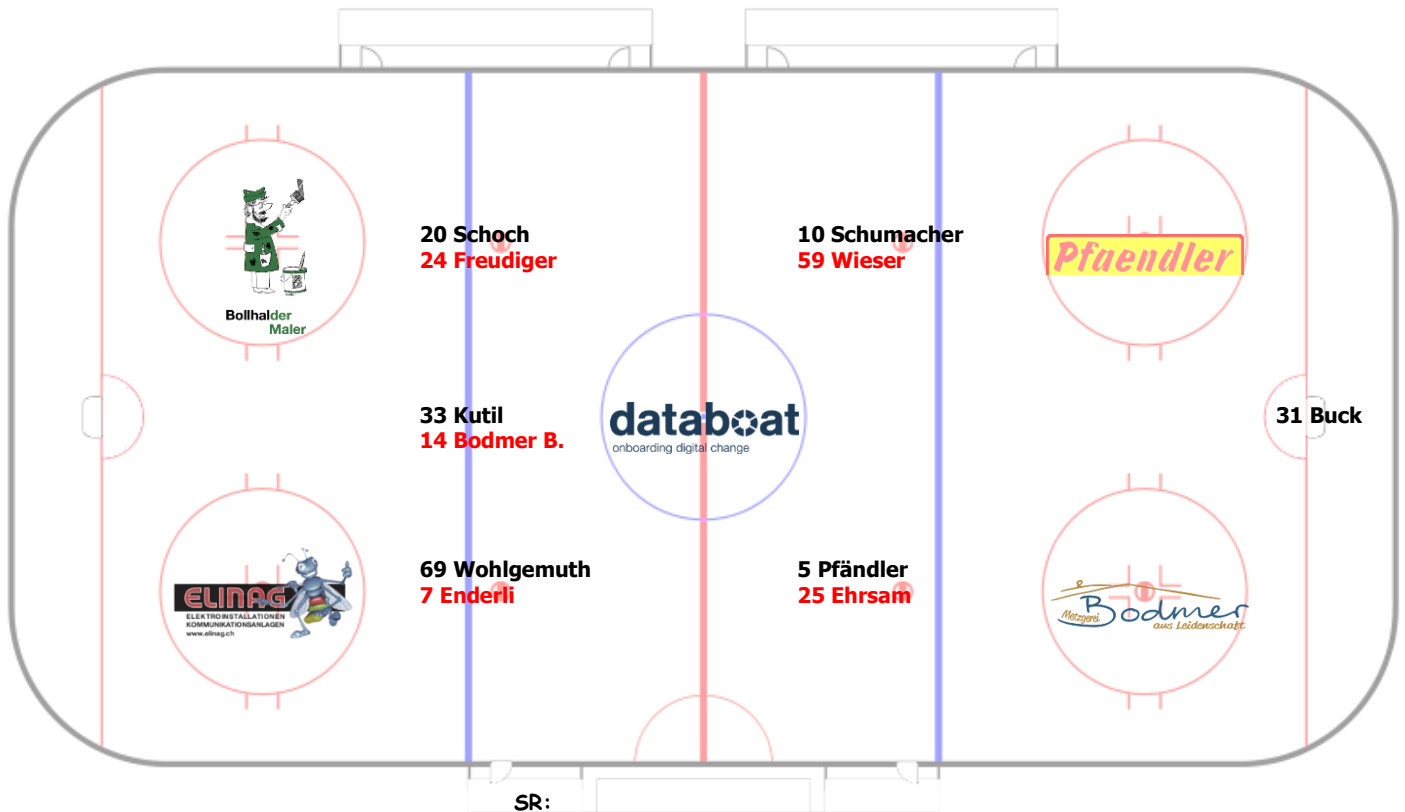 20 Schoch
24 Freudiger
10 Schumacher
59 Wieser
Pfaendler
Bollhalder
Maler
33 Kutil
14 Bodmer B.
databoat
onboarding digital change
31 Buck
69 Wohlgemuth
7 Enderli
5 Pfändler
25 Ehrsam
ELINAG
ELEKTROINSTALLATIONEN
KOMMUNIKATIONSANLAGEN
www.elinag.ch
Metzgerei
Bodmer
aus Leidenschaft
SR: